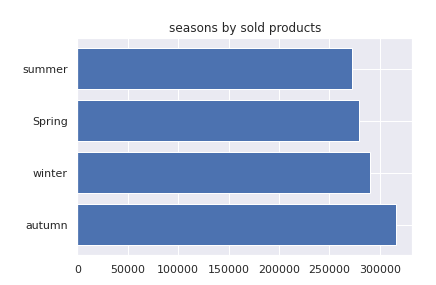 seasons by sold products
summer
Spring
winter
autumn
0 50000 100000 150000 200000 250000 300000